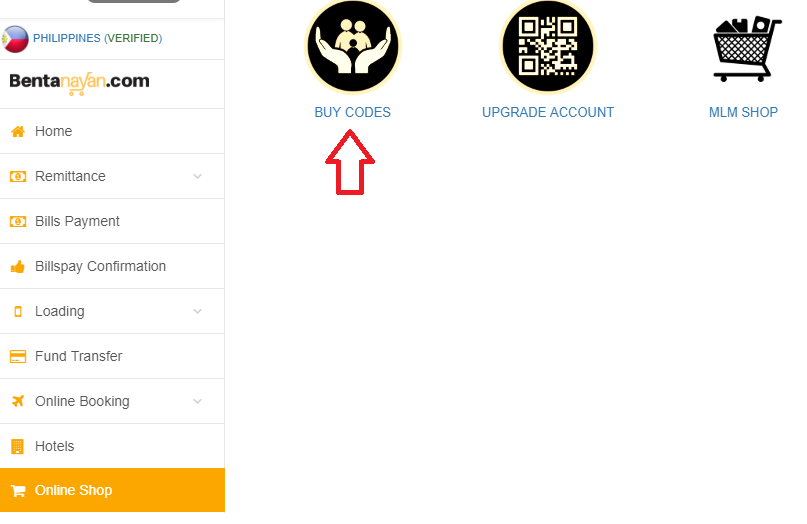 PHILIPPINES (VERIFIED)
Bentanayan.com
Home
Remittance
Bills Payment
Billspay Confirmation
Loading
Fund Transfer
Online Booking
Hotels
Online Shop
BUY CODES
UPGRADE ACCOUNT
MLM SHOP